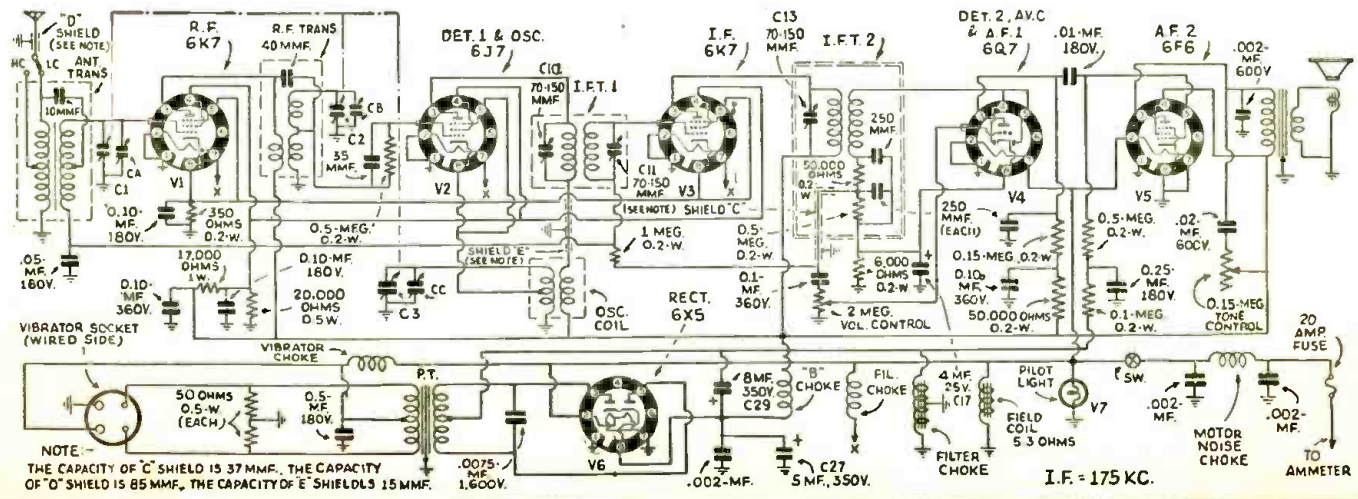 "D"
SHIELD
(SEE NOTE)
HC
LC
ANT.
TRANS
10MMF.
C1
CA
R.F.
6K7
V1
0.10-
MF.
180V.
350
OHMS
0.2-W.
R.F. TRANS
40 MMF.
CB
C2
35
MMF.
DET. 1 & OSC.
6J7
V2
C10
70-150
MMF.
I.F.T. 1
C11
70-150
MMF.
I.F.
6K7
V3
(SEE NOTE) SHIELD "C"
C13
70-150
MMF.
I.F.T. 2
250
MMF.
50,000
OHMS
0.2-
W.
DET. 2, A.V.C
& A.F. 1
6Q7
V4
250
MMF.
(EACH)
.01-MF.
180V.
A.F. 2
6F6
V5
.002-
MF.
600V
.05-
MF.
180V.
0.10-
MF.
360V.
17,000
OHMS
1 W.
0.5-MEG.
0.2-W.
0.10-MF.
180V.
20,000
OHMS
0.5W.
C3
CC
SHIELD "E"
(SEE NOTE)
OSC.
COIL
1 MEG.
0.2-W.
0.5-
MEG.
0.2-W.
0.1-
MF.
360V.
2 MEG.
VOL. CONTROL
6,000
OHMS
0.2-W
0.15-MEG., 0.2-W
0.10-
MF.
360V.
50,000 OHMS
0.2-W.
0.5-MEG.
0.2-W.
0.25-
MF.
180V.
0.1-MEG
0.2-W.
.02-
MF.
600V.
0.15-MEG.
TONE
CONTROL
VIBRATOR SOCKET
(WIRED SIDE)
VIBRATOR
CHOKE
50 OHMS
0.5-W.
(EACH)
0.5-
MF.
180V.
P.T.
.0075-
MF.
1,600V.
RECT.
6X5
V6
8 MF.
350V.
C29
.002-MF.
C27
5 MF., 350V.
"B"
CHOKE
FIL.
CHOKE
X
4 MF.
25V.
C17
FILTER
CHOKE
FIELD
COIL
5.3 OHMS
PILOT
LIGHT
V7
SW.
.002-
MF.
MOTOR
NOISE
CHOKE
.002-
MF.
20
AMP.
FUSE
TO
AMMETER
I.F. = 175 KC.
NOTE:-
THE CAPACITY OF "C" SHIELD IS 37 MMF., THE CAPACITY
OF "D" SHIELD IS 85 MMF., THE CAPACITY OF "E" SHIELD IS 15 MMF.